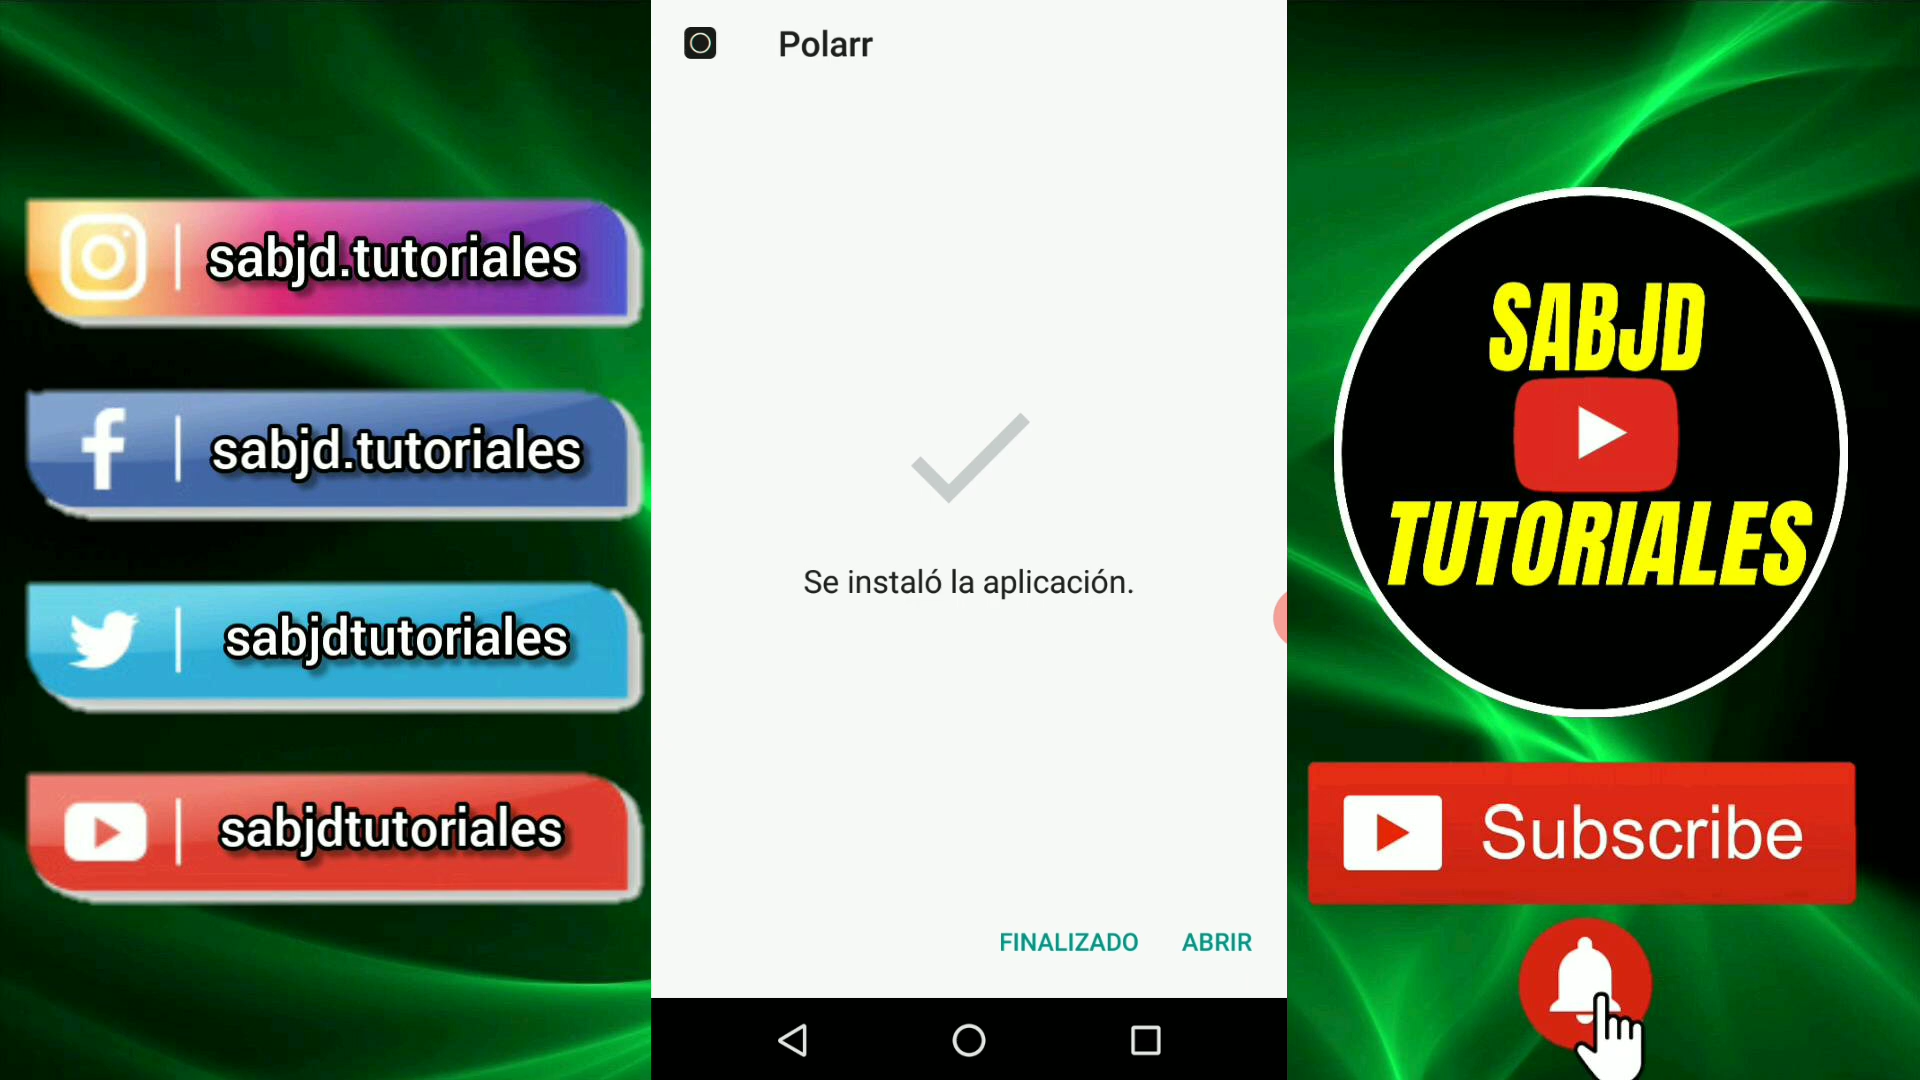 sabjd.tutoriales
sabjd.tutoriales
sabjdtutoriales
sabjdtutoriales
Polarr
Se instaló la aplicación.
FINALIZADO ABRIR
SABJD
TUTORIALES
Subscribe